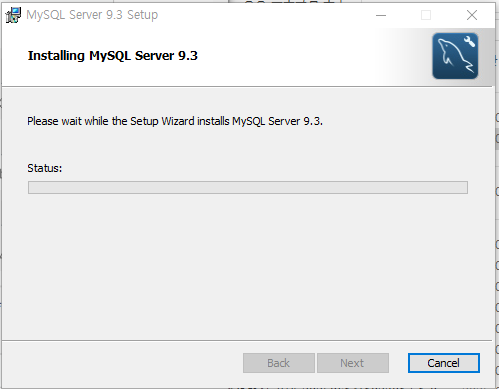 MySQL Server 9.3 Setup
Installing MySQL Server 9.3
Please wait while the Setup Wizard installs MySQL Server 9.3.
Status:
Back
Next
Cancel